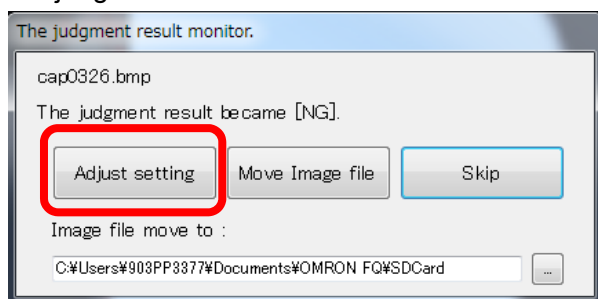 The judgment result monitor.
cap0326.bmp
The judgment result became [NG].
Adjust setting Move Image file Skip
Image file move to :
C:¥Users¥903PP3377¥Documents¥OMRON FQ¥SDCard ...